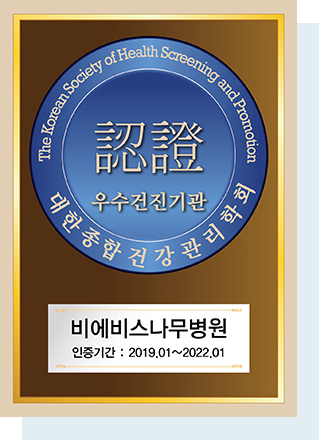 The Korean Society of Health Screening and Promotion
認證
우수건진기관
대한종합건강관리학회
비에비스나무병원
인증기간 : 2019.01~2022.01